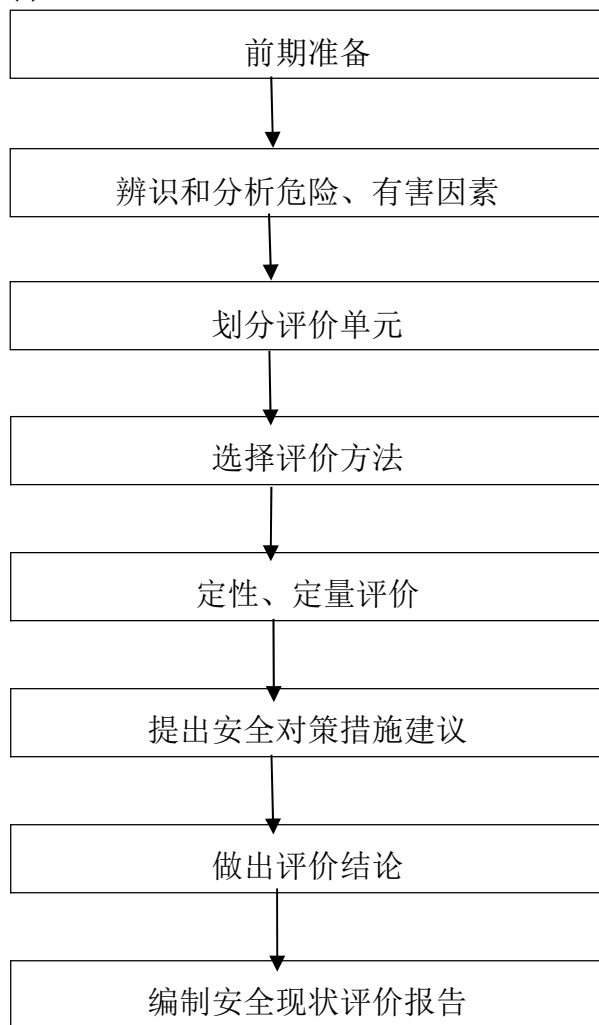 前期准备
辨识和分析危险、有害因素
划分评价单元
选择评价方法
定性、定量评价
提出安全对策措施建议
做出评价结论
编制安全现状评价报告